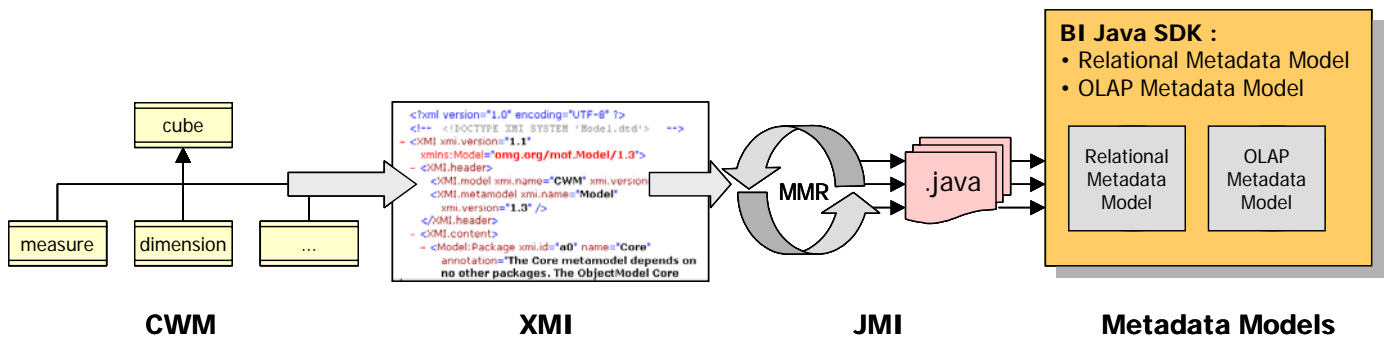 cube
measure
dimension
...
CWM
<?xml version="1.0" encoding="UTF-8" ?>
<!-- <!DOCTYPE XMI SYSTEM 'Model.dtd'> -->
- <XMI xmi.version="1.1"
xmlns:Model="omg.org/mof.Model/1.3">
- <XMI.header>
<XMI.model xmi.name="CWM" xmi.version
<XMI.metamodel xmi.name="Model"
xmi.version="1.3" />
</XMI.header>
- <XMI.content>
- <Model:Package xmi.id="a0" name="Core"
annotation="The Core metamodel depends on
no other packages. The ObjectModel Core
XMI
MMR
.java
JMI
BI Java SDK :
• Relational Metadata Model
• OLAP Metadata Model
Relational
Metadata
Model
OLAP
Metadata
Model
Metadata Models